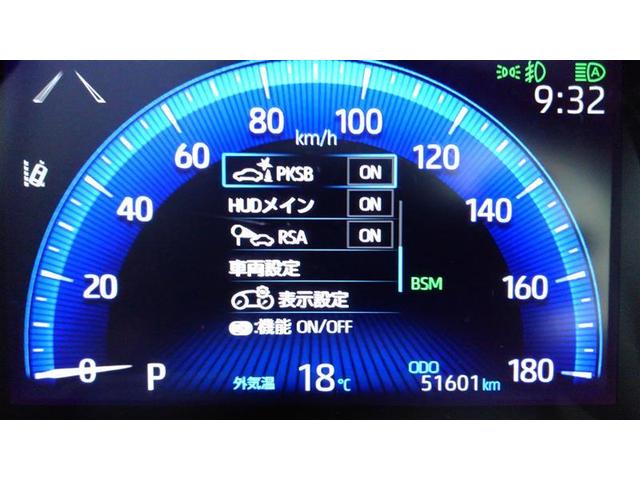 9:32
80
100
km/h
60
120
PKSB ON
40
HUDメイン ON
140
RSA ON
車両設定
20
BSM
160
表示設定
:機能 ON/OFF
0
P
外気温 18℃
ODO
51601 km
180